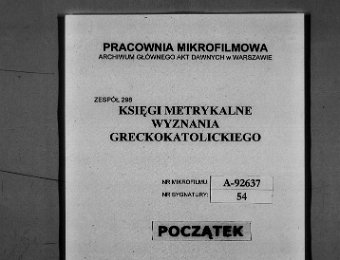 PRACOWNIA MIKROFILMOWA
ARCHIWUM GŁÓWNEGO AKT DAWNYCH w WARSZAWIE
ZESPÓŁ 298
KSIĘGI METRYKALNE
WYZNANIA
GRECKOKATOLICKIEGO
NR MIKROFILMU: A-92637
NR SYGNATURY: 54
POCZĄTEK